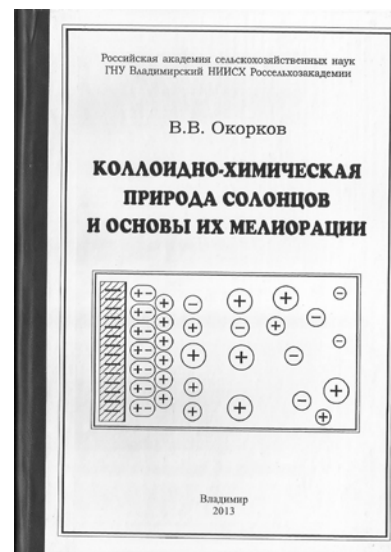 Российская академия сельскохозяйственных наук
ГНУ Владимирский НИИСХ Россельхозакадемии
В.В. Окорков
КОЛЛОИДНО-ХИМИЧЕСКАЯ
ПРИРОДА СОЛОНЦОВ
И ОСНОВЫ ИХ МЕЛИОРАЦИИ
Владимир
2013